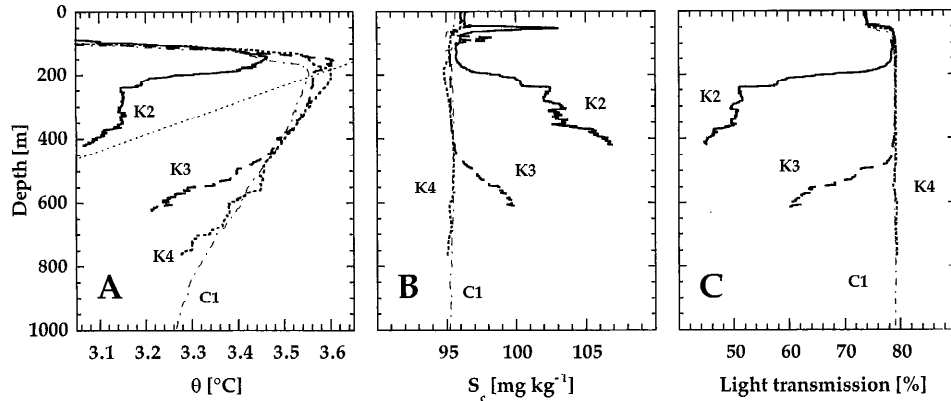 0
200
400
600
800
1000
Depth [m]
K2
K3
K4
C1
A
3.1 3.2 3.3 3.4 3.5 3.6
θ [°C]
K2
K3
K4
C1
B
95 100 105
S_c [mg kg⁻¹]
K2
K3
K4
C1
C
50 60 70 80
Light transmission [%]